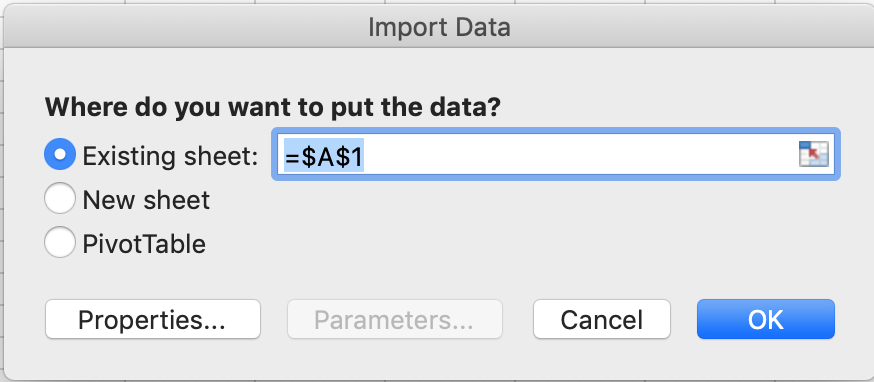 Import Data
Where do you want to put the data?
Existing sheet: =$A$1
New sheet
PivotTable
Properties... Parameters... Cancel OK